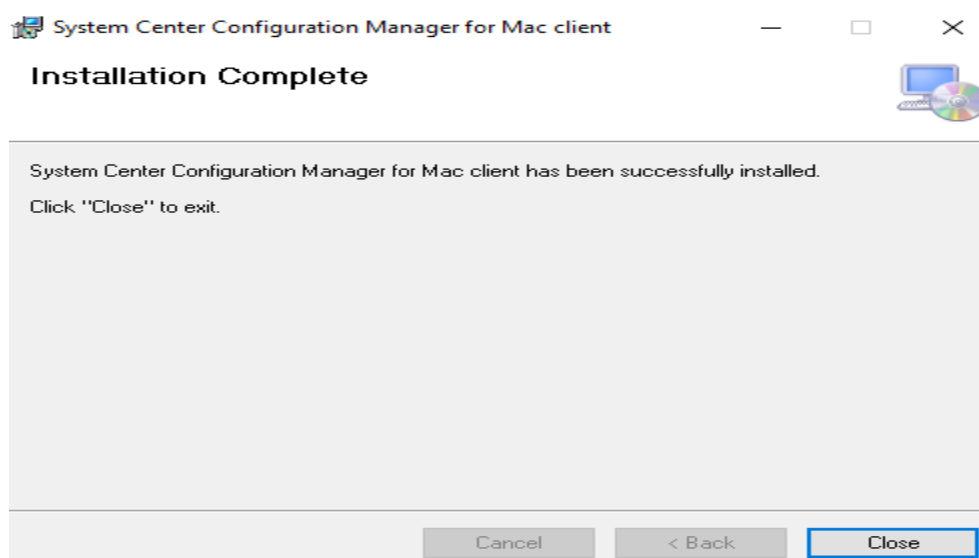 System Center Configuration Manager for Mac client
Installation Complete
System Center Configuration Manager for Mac client has been successfully installed.
Click "Close" to exit.
Cancel
< Back
Close